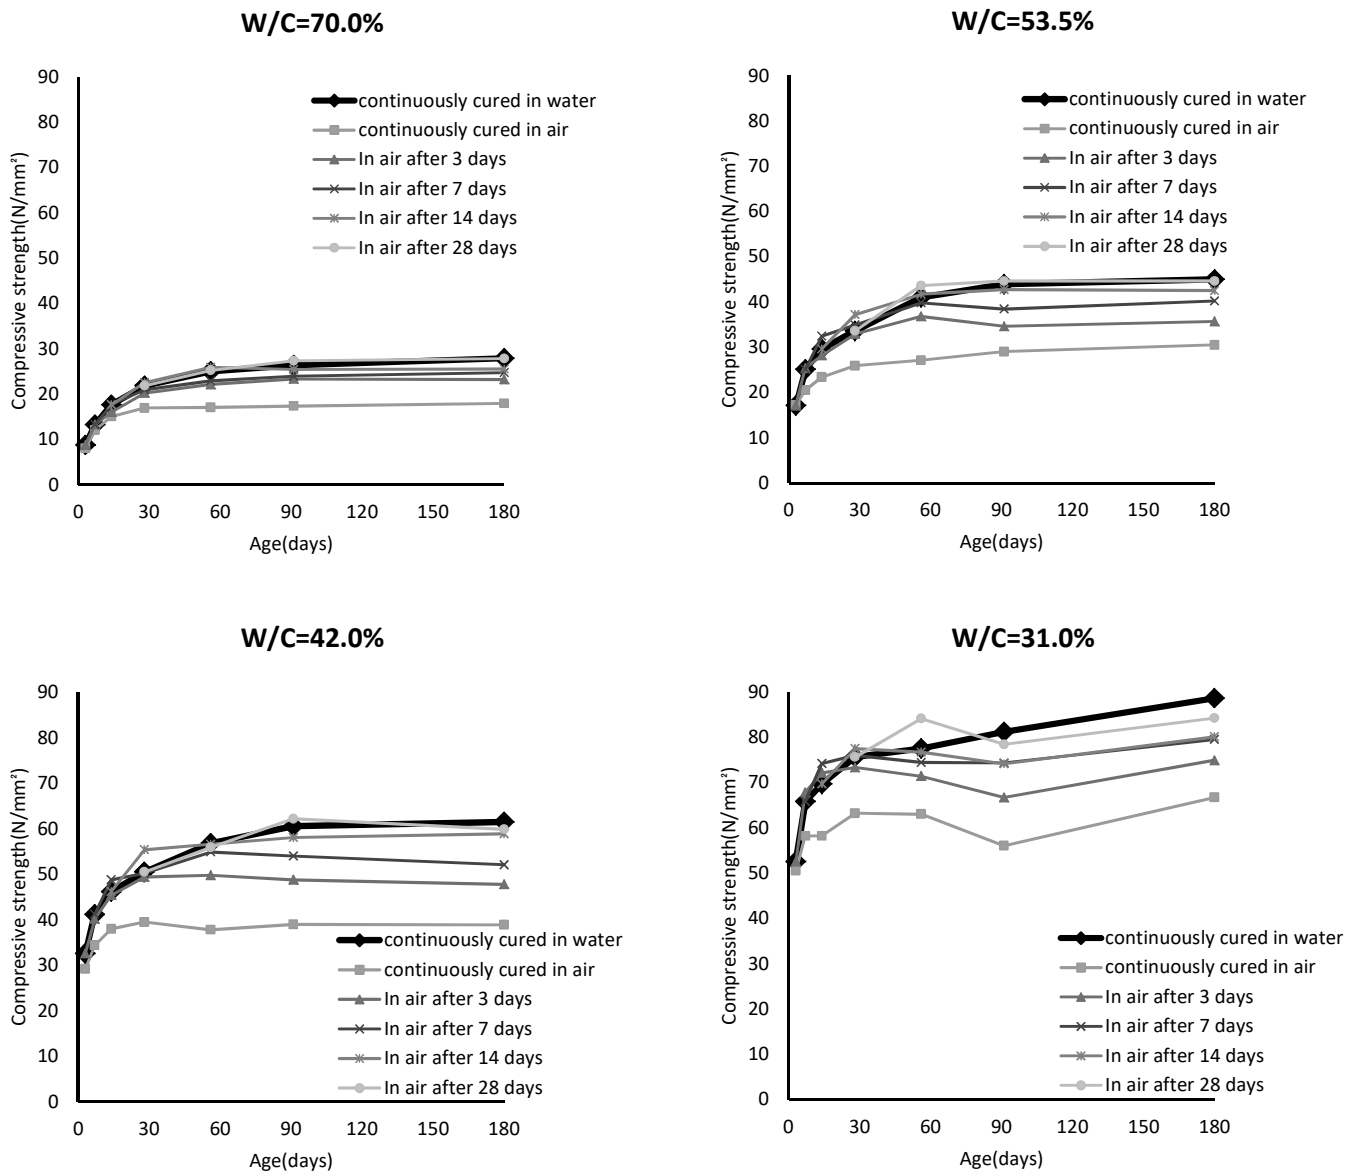 W/C=70.0%
90
80
70
60
50
40
30
20
10
0
Compressive strength(N/mm²)
continuously cured in water
continuously cured in air
In air after 3 days
In air after 7 days
In air after 14 days
In air after 28 days
0 30 60 90 120 150 180
Age(days)
W/C=53.5%
90
80
70
60
50
40
30
20
10
0
Compressive strength(N/mm²)
continuously cured in water
continuously cured in air
In air after 3 days
In air after 7 days
In air after 14 days
In air after 28 days
0 30 60 90 120 150 180
Age(days)
W/C=42.0%
90
80
70
60
50
40
30
20
10
0
Compressive strength(N/mm²)
continuously cured in water
continuously cured in air
In air after 3 days
In air after 7 days
In air after 14 days
In air after 28 days
0 30 60 90 120 150 180
Age(days)
W/C=31.0%
90
80
70
60
50
40
30
20
10
0
Compressive strength(N/mm²)
continuously cured in water
continuously cured in air
In air after 3 days
In air after 7 days
In air after 14 days
In air after 28 days
0 30 60 90 120 150 180
Age(days)